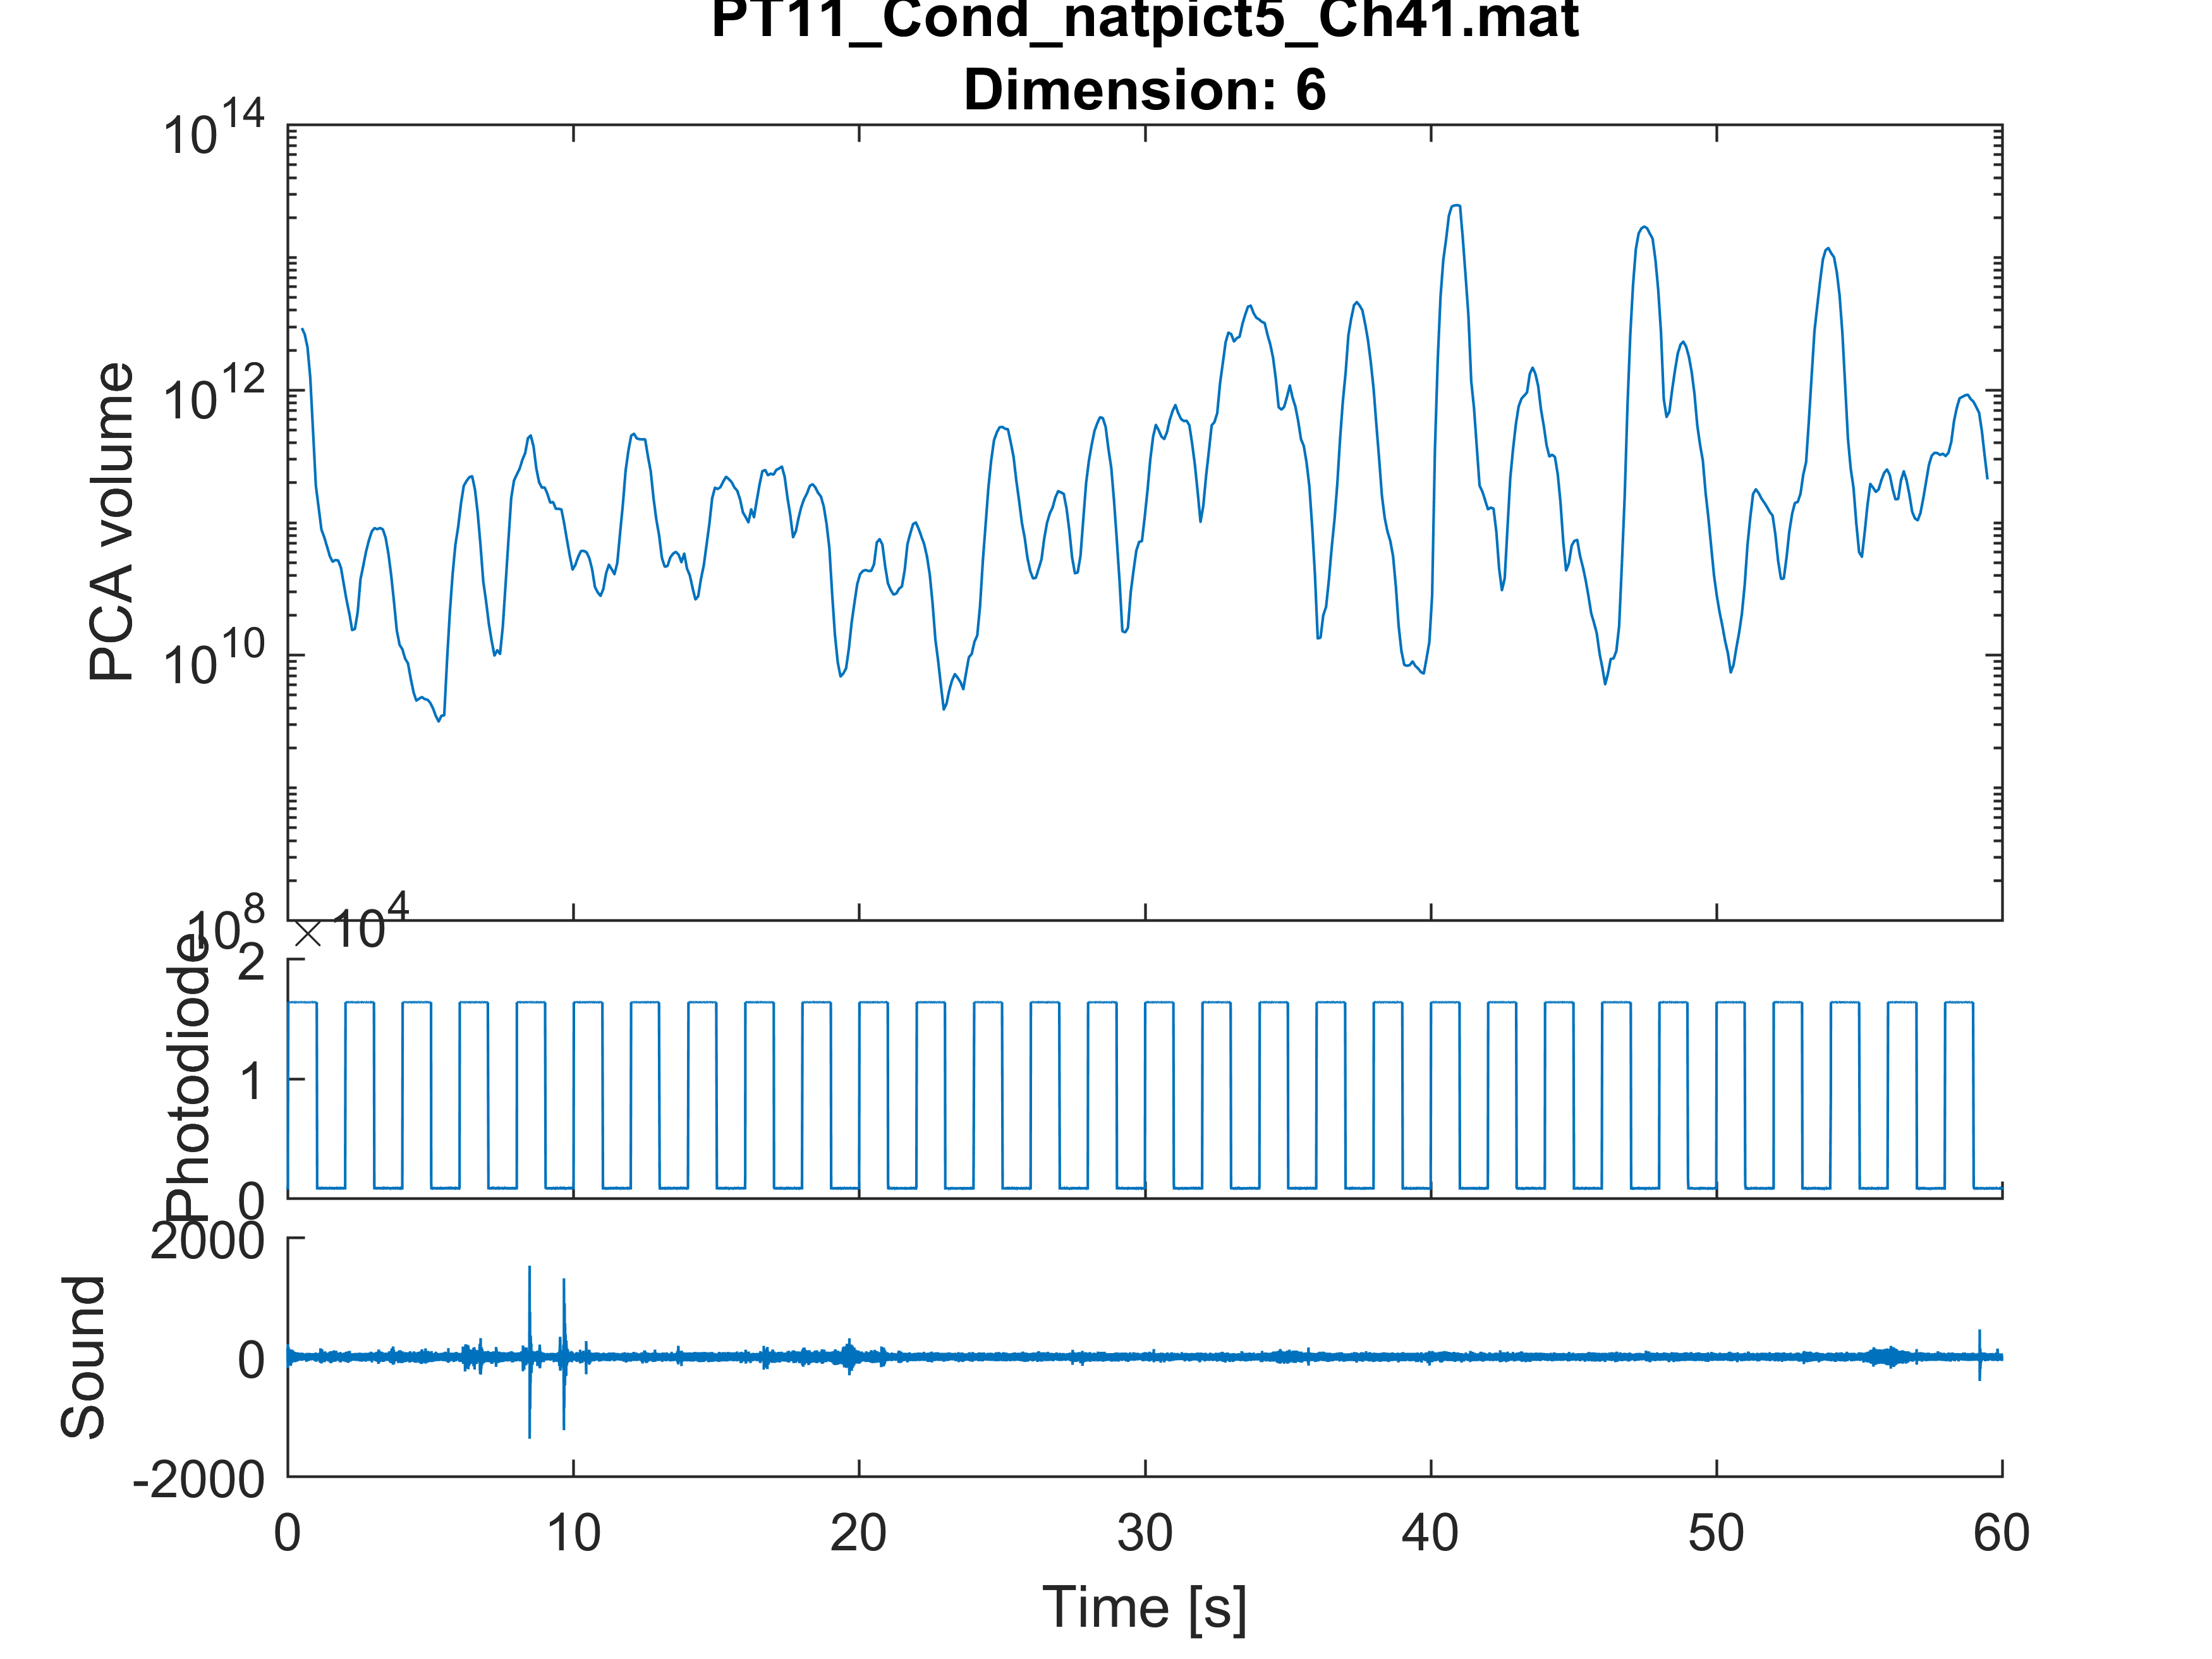 PT11_Cond_natpict5_Ch41.mat
Dimension: 6
10^14
10^12
10^10
10^8
PCA volume
× 10^4
2
1
0
Photodiode
2000
0
-2000
Sound
0 10 20 30 40 50 60
Time [s]